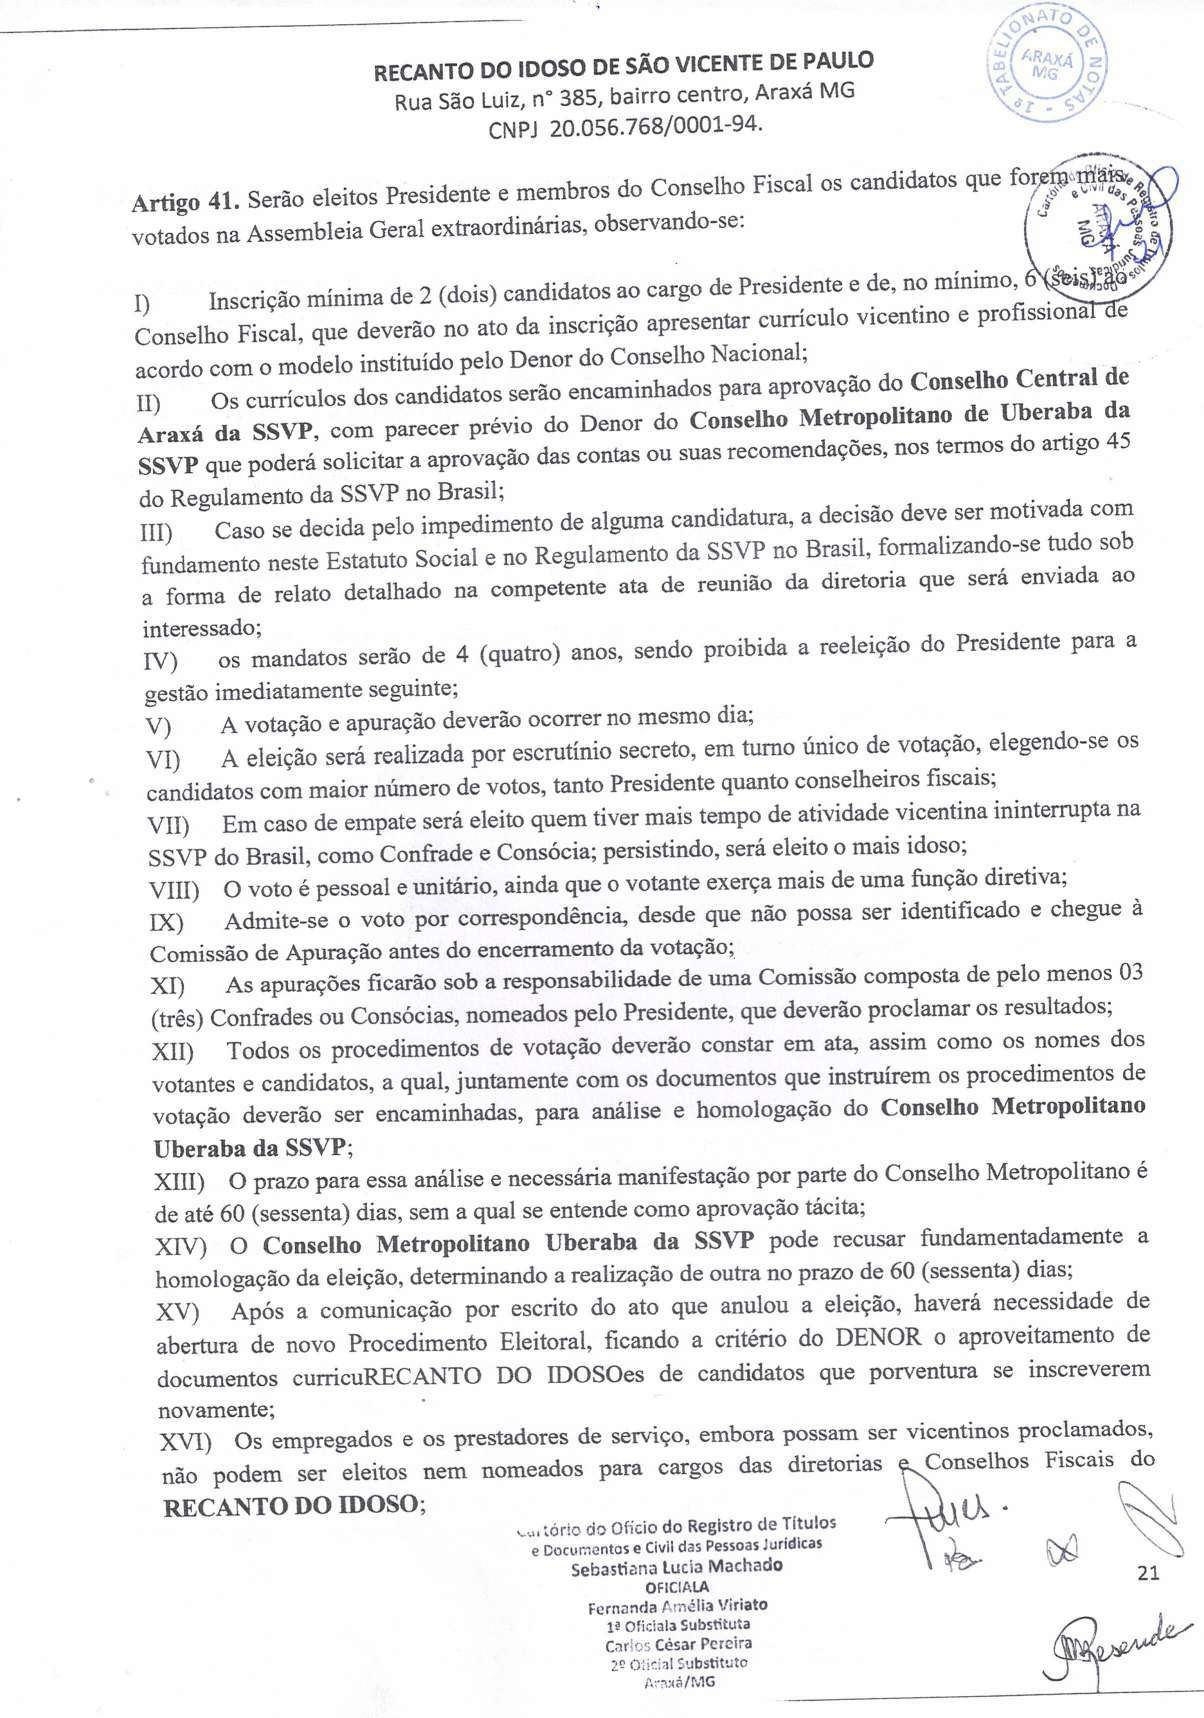 1º TABELIONATO DE NOTAS -
ARAXÁ
MG
RECANTO DO IDOSO DE SÃO VICENTE DE PAULO
Rua São Luiz, n° 385, bairro centro, Araxá MG
CNPJ 20.056.768/0001-94.
Cartório do Ofício de Registro de Títulos
e Civil das Pessoas Jurídicas
ARAXÁ
MG
Artigo 41. Serão eleitos Presidente e membros do Conselho Fiscal os candidatos que forem mais
votados na Assembleia Geral extraordinárias, observando-se:
I) Inscrição mínima de 2 (dois) candidatos ao cargo de Presidente e de, no mínimo, 6 (seis) ao
Conselho Fiscal, que deverão no ato da inscrição apresentar currículo vicentino e profissional de
acordo com o modelo instituído pelo Denor do Conselho Nacional;
II) Os currículos dos candidatos serão encaminhados para aprovação do Conselho Central de
Araxá da SSVP, com parecer prévio do Denor do Conselho Metropolitano de Uberaba da
SSVP que poderá solicitar a aprovação das contas ou suas recomendações, nos termos do artigo 45
do Regulamento da SSVP no Brasil;
III) Caso se decida pelo impedimento de alguma candidatura, a decisão deve ser motivada com
fundamento neste Estatuto Social e no Regulamento da SSVP no Brasil, formalizando-se tudo sob
a forma de relato detalhado na competente ata de reunião da diretoria que será enviada ao
interessado;
IV) os mandatos serão de 4 (quatro) anos, sendo proibida a reeleição do Presidente para a
gestão imediatamente seguinte;
V) A votação e apuração deverão ocorrer no mesmo dia;
VI) A eleição será realizada por escrutínio secreto, em turno único de votação, elegendo-se os
candidatos com maior número de votos, tanto Presidente quanto conselheiros fiscais;
VII) Em caso de empate será eleito quem tiver mais tempo de atividade vicentina ininterrupta na
SSVP do Brasil, como Confrade e Consócia; persistindo, será eleito o mais idoso;
VIII) O voto é pessoal e unitário, ainda que o votante exerça mais de uma função diretiva;
IX) Admite-se o voto por correspondência, desde que não possa ser identificado e chegue à
Comissão de Apuração antes do encerramento da votação;
XI) As apurações ficarão sob a responsabilidade de uma Comissão composta de pelo menos 03
(três) Confrades ou Consócias, nomeados pelo Presidente, que deverão proclamar os resultados;
XII) Todos os procedimentos de votação deverão constar em ata, assim como os nomes dos
votantes e candidatos, a qual, juntamente com os documentos que instruírem os procedimentos de
votação deverão ser encaminhadas, para análise e homologação do Conselho Metropolitano
Uberaba da SSVP;
XIII) O prazo para essa análise e necessária manifestação por parte do Conselho Metropolitano é
de até 60 (sessenta) dias, sem a qual se entende como aprovação tácita;
XIV) O Conselho Metropolitano Uberaba da SSVP pode recusar fundamentadamente a
homologação da eleição, determinando a realização de outra no prazo de 60 (sessenta) dias;
XV) Após a comunicação por escrito do ato que anulou a eleição, haverá necessidade de
abertura de novo Procedimento Eleitoral, ficando a critério do DENOR o aproveitamento de
documentos curricuRECANTO DO IDOSOes de candidatos que porventura se inscreverem
novamente;
XVI) Os empregados e os prestadores de serviço, embora possam ser vicentinos proclamados,
não podem ser eleitos nem nomeados para cargos das diretorias e Conselhos Fiscais do
RECANTO DO IDOSO;
Cartório do Ofício do Registro de Títulos
e Documentos e Civil das Pessoas Jurídicas
Sebastiana Lucia Machado
OFICIALA
Fernanda Amélia Viriato
1ª Oficiala Substituta
Carlos César Pereira
2º Oficial Substituto
Araxá/MG
21
Resende